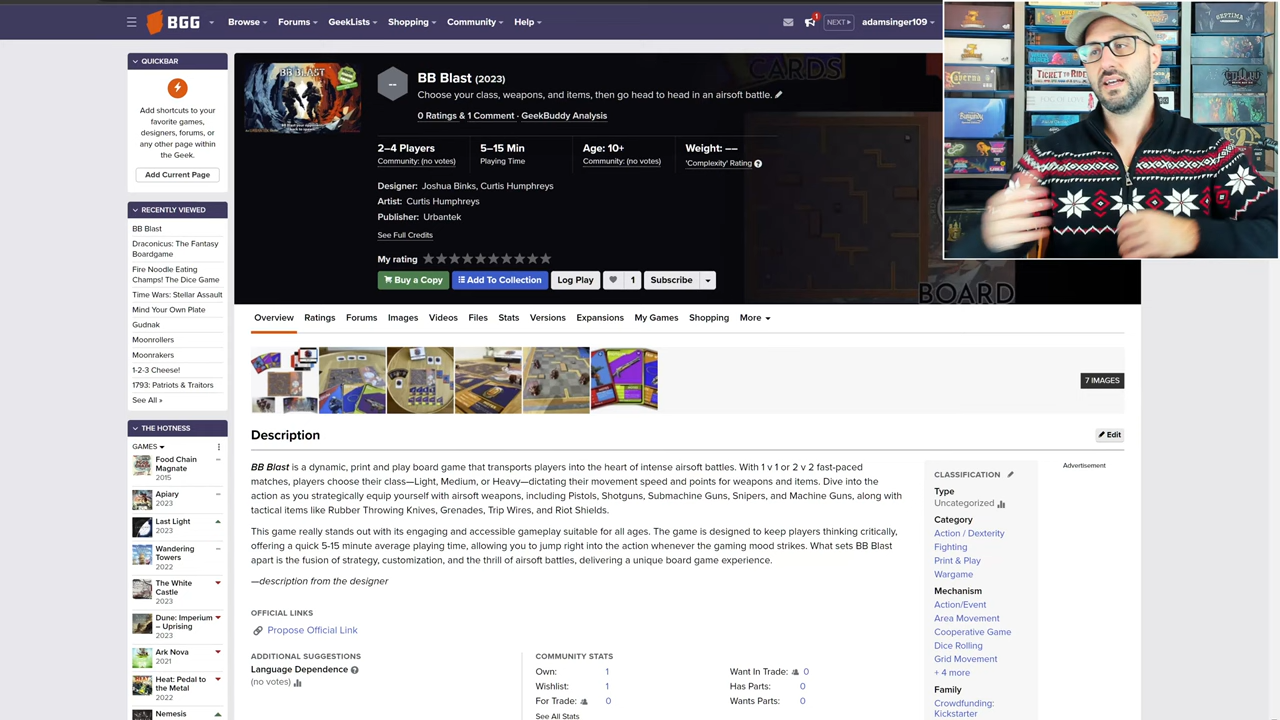 BGG
Browse
Forums
GeekLists
Shopping
Community
Help
1
NEXT
adamsinger109
QUICKBAR
Add shortcuts to your
favorite games,
designers, forums, or
any other page within
the Geek.
Add Current Page
RECENTLY VIEWED
BB Blast
Draconicus: The Fantasy
Boardgame
Fire Noodle Eating
Champs! The Dice Game
Time Wars: Stellar Assault
Mind Your Own Plate
Gudnak
Moonrollers
Moonrakers
1-2-3 Cheese!
1793: Patriots & Traitors
See All »
THE HOTNESS
GAMES
Food Chain
Magnate
2015
Apiary
2023
Last Light
2023
Wandering
Towers
2022
The White
Castle
2023
Dune: Imperium
– Uprising
2023
Ark Nova
2021
Heat: Pedal to
the Metal
2022
Nemesis
BB BLAST
--
BB Blast (2023)
Choose your class, weapons, and items, then go head to head in an airsoft battle.
0 Ratings & 1 Comment · GeekBuddy Analysis
2–4 Players
Community: (no votes)
5–15 Min
Playing Time
Age: 10+
Community: (no votes)
Weight: ––
'Complexity' Rating
Designer: Joshua Binks, Curtis Humphreys
Artist: Curtis Humphreys
Publisher: Urbantek
See Full Credits
My rating
Buy a Copy
Add To Collection
Log Play
1
Subscribe
BOARD
Overview
Ratings
Forums
Images
Videos
Files
Stats
Versions
Expansions
My Games
Shopping
More
7 IMAGES
Description
Edit
BB Blast is a dynamic, print and play board game that transports players into the heart of intense airsoft battles. With 1 v 1 or 2 v 2 fast-paced
matches, players choose their class—Light, Medium, or Heavy—dictating their movement speed and points for weapons and items. Dive into the
action as you strategically equip yourself with airsoft weapons, including Pistols, Shotguns, Submachine Guns, Snipers, and Machine Guns, along with
tactical items like Rubber Throwing Knives, Grenades, Trip Wires, and Riot Shields.
This game really stands out with its engaging and accessible gameplay suitable for all ages. The game is designed to keep players thinking critically,
offering a quick 5-15 minute average playing time, allowing you to jump right into the action whenever the gaming mood strikes. What sets BB Blast
apart is the fusion of strategy, customization, and the thrill of airsoft battles, delivering a unique board game experience.
—description from the designer
OFFICIAL LINKS
Propose Official Link
ADDITIONAL SUGGESTIONS
Language Dependence
(no votes)
COMMUNITY STATS
Own: 1
Wishlist: 1
For Trade: 0
See All Stats
Want In Trade: 0
Has Parts: 0
Wants Parts: 0
CLASSIFICATION
Type
Uncategorized
Category
Action / Dexterity
Fighting
Print & Play
Wargame
Mechanism
Action/Event
Area Movement
Cooperative Game
Dice Rolling
Grid Movement
+ 4 more
Family
Crowdfunding:
Kickstarter
Advertisement
SEPTIMA
Caverna
TICKET TO RIDE